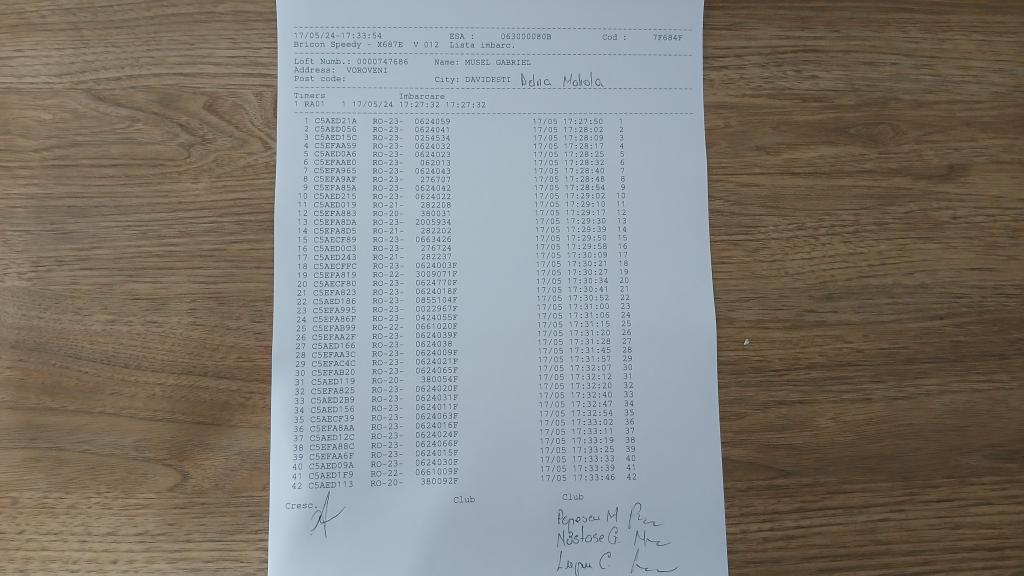 17/05/24-17:33:54 ESA : 063000080B Cod : 7F684F
Bricon Speedy - X687E V 012 Lista imbarc.
Loft Numb.: 0000747686 Name: MUSEL GABRIEL
Address: VOROVENI
Post code: City: DAVIDESTI
Timers Imbarcare
1 RA01 1 17/05/24 17:27:32 17:27:32
1 C5AED21A RO-23- 0624059 17/05 17:27:50 1
2 C5AED056 RO-23- 0624041 17/05 17:28:02 2
3 C5AED15C RO-23- 0254534 17/05 17:28:09 3
4 C5EFAA59 RO-23- 0624032 17/05 17:28:17 4
5 C5AED0A6 RO-23- 0624023 17/05 17:28:25 5
6 C5EFAAE0 RO-23- 062013 17/05 17:28:32 6
7 C5EFA965 RO-23- 0624043 17/05 17:28:40 7
8 C5EFA9AF RO-23- 276707 17/05 17:28:48 8
9 C5EFA85A RO-23- 0624042 17/05 17:28:54 9
10 C5AED215 RO-23- 0624022 17/05 17:29:02 10
11 C5AED019 RO-21- 282208 17/05 17:29:10 11
12 C5EFA883 RO-20- 380031 17/05 17:29:17 12
13 C5EFA8DA RO-23- 2005934 17/05 17:29:30 13
14 C5EFA8D5 RO-21- 282202 17/05 17:29:39 14
15 C5AECF89 RO-23- 0663426 17/05 17:29:50 15
16 C5AED0C3 RO-23- 276724 17/05 17:29:58 16
17 C5AED243 RO-21- 282237 17/05 17:30:09 17
18 C5AECFFC RO-23- 0624003F 17/05 17:30:21 18
19 C5EFA819 RO-22- 3009071F 17/05 17:30:27 19
20 C5AECF80 RO-23- 0624770F 17/05 17:30:34 20
21 C5EFA823 RO-23- 0624018F 17/05 17:30:41 21
22 C5AED186 RO-23- 0855104F 17/05 17:30:52 22
23 C5EFA995 RO-23- 0022967F 17/05 17:31:00 23
24 C5EFA86F RO-23- 0424055F 17/05 17:31:06 24
25 C5EFAB99 RO-22- 0661020F 17/05 17:31:15 25
26 C5EFAA2F RO-23- 0624039F 17/05 17:31:20 26
27 C5AED166 RO-23- 0624038 17/05 17:31:28 27
28 C5EFAA3C RO-23- 0624009F 17/05 17:31:45 28
29 C5EFAC4C RO-23- 0624021F 17/05 17:31:57 29
30 C5EFAB20 RO-23- 0624065F 17/05 17:32:07 30
31 C5AED119 RO-20- 380054F 17/05 17:32:12 31
32 C5EFA825 RO-23- 0624020F 17/05 17:32:20 32
33 C5AED2B9 RO-23- 0624031F 17/05 17:32:40 33
34 C5AED156 RO-23- 0624011F 17/05 17:32:47 34
35 C5AECF39 RO-23- 0624063F 17/05 17:32:54 35
36 C5EFA8AA RO-23- 0624016F 17/05 17:33:02 36
37 C5AED12C RO-23- 0624024F 17/05 17:33:11 37
38 C5EFA88C RO-23- 0624066F 17/05 17:33:19 38
39 C5EFAA6F RO-23- 0624015F 17/05 17:33:25 39
40 C5AED09A RO-23- 0624030F 17/05 17:33:33 40
41 C5AED1F9 RO-22- 0661009F 17/05 17:33:39 41
42 C5AED113 RO-20- 380092F 17/05 17:33:46 42
Cresc. Club Club
Popescu M
Năstase G.
C.